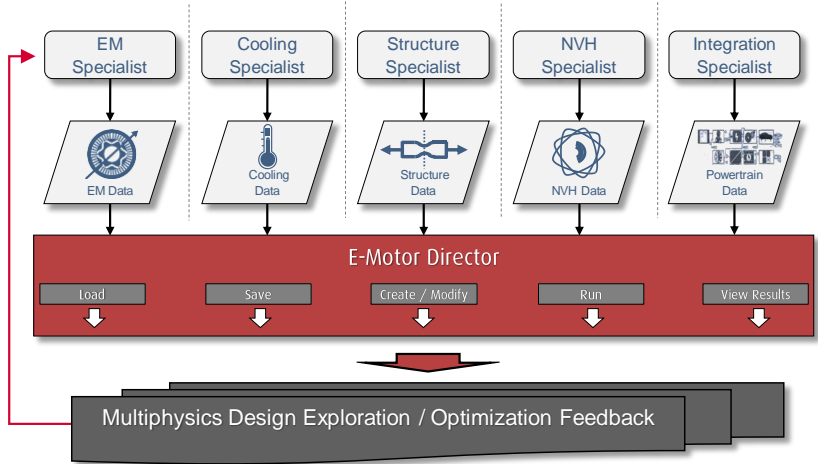 EM
Specialist
Cooling
Specialist
Structure
Specialist
NVH
Specialist
Integration
Specialist
EM Data
Cooling
Data
Structure
Data
NVH Data
Powertrain
Data
E-Motor Director
Load
Save
Create / Modify
Run
View Results
Multiphysics Design Exploration / Optimization Feedback